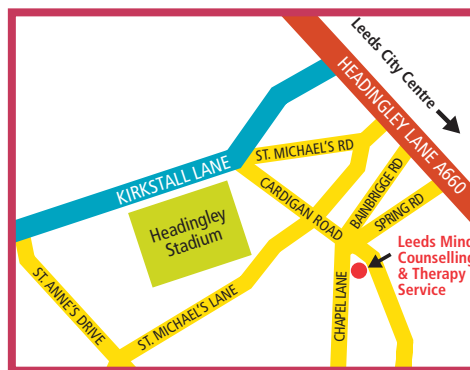 Leeds City Centre
HEADINGLEY LANE A660
ST. MICHAEL'S RD
KIRKSTALL LANE
CARDIGAN ROAD
BAINBRIGGE RD
SPRING RD
Headingley
Stadium
Leeds Mind
Counselling
& Therapy
Service
ST. ANNE'S DRIVE
ST. MICHAEL'S LANE
CHAPEL LANE